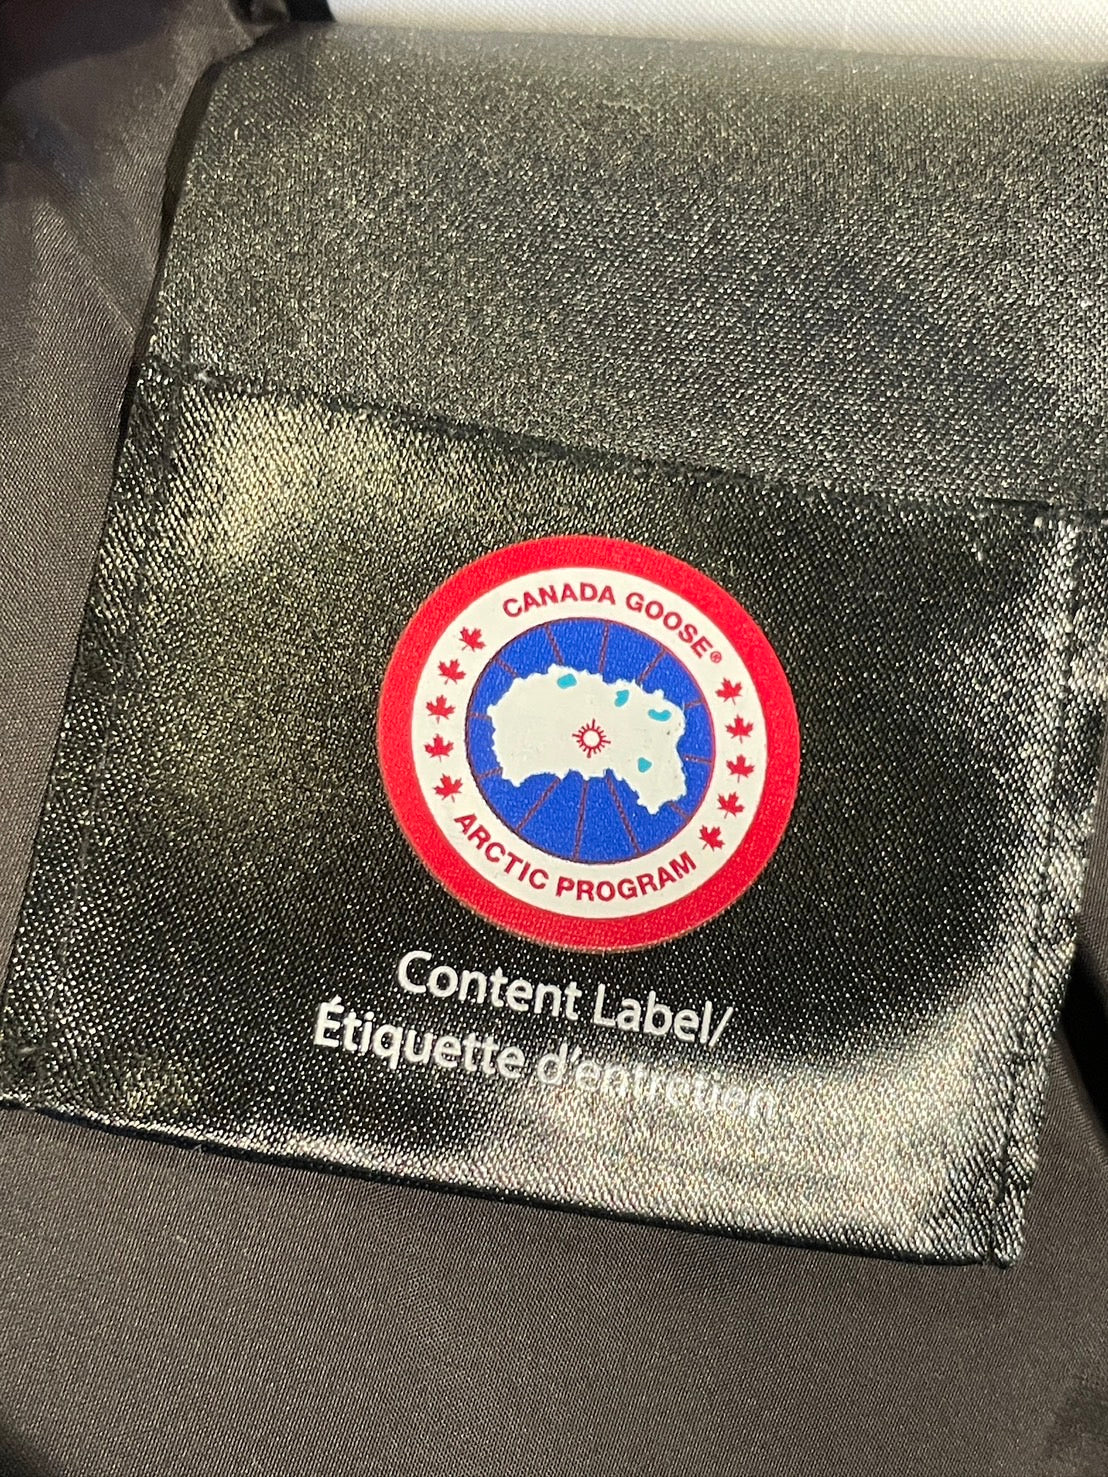 CANADA GOOSE®
ARCTIC PROGRAM
Content Label/
Étiquette d'entretien